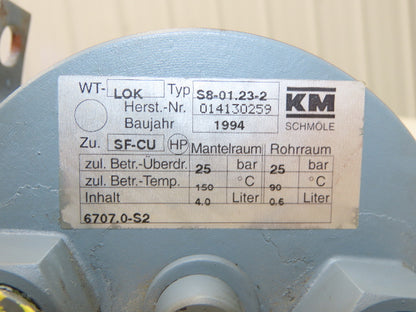 WT- LOK Typ S8-01.23-2
Herst.-Nr. 014130259
Baujahr 1994
KM
SCHMÖLE
Zu. SF-CU HP Mantelraum Rohrraum
zul. Betr.-Überdr. 25 bar 25 bar
zul. Betr.-Temp. 150 °C 90 °C
Inhalt 4.0 Liter 0.6 Liter
6707.0-S2